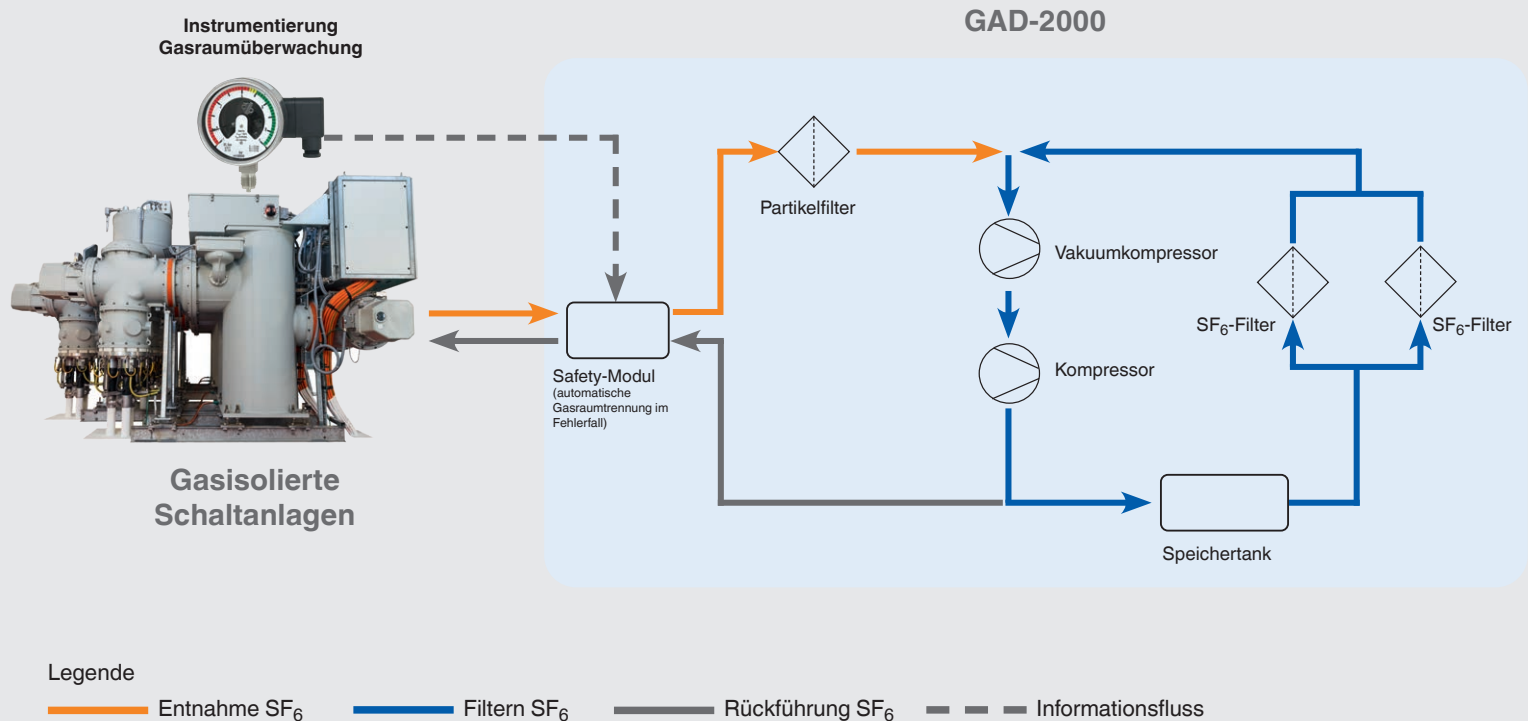 GAD-2000
Instrumentierung
Gasraumüberwachung
Partikelfilter
Vakuumkompressor
SF6-Filter
SF6-Filter
Kompressor
Safety-Modul
(automatische
Gasraumtrennung im
Fehlerfall)
Gasisolierte
Schaltanlagen
Speichertank
Legende
Entnahme SF6
Filtern SF6
Rückführung SF6
Informationsfluss